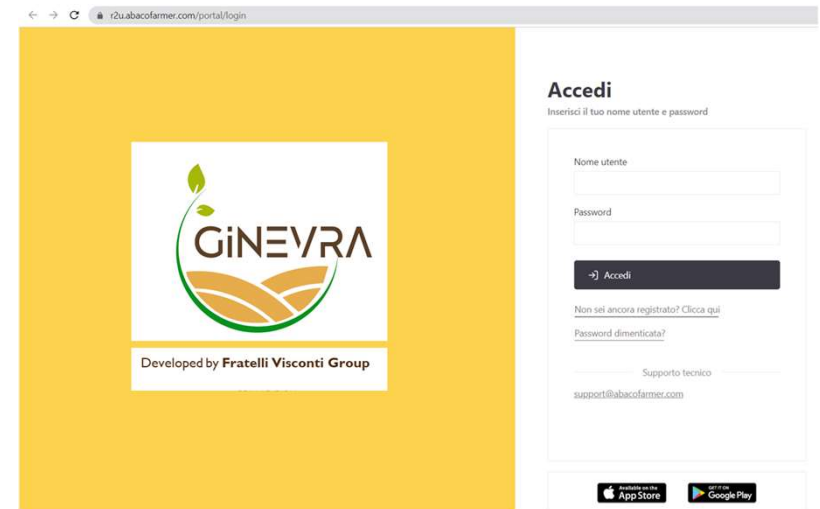 r2u.abacofarmer.com/portal/login
GiNEVRA
Developed by Fratelli Visconti Group
Accedi
Inserisci il tuo nome utente e password
Nome utente
Password
Accedi
Non sei ancora registrato? Clicca qui
Password dimenticata?
Supporto tecnico
support@abacofarmer.com
Available on the
App Store
GET IT ON
Google Play